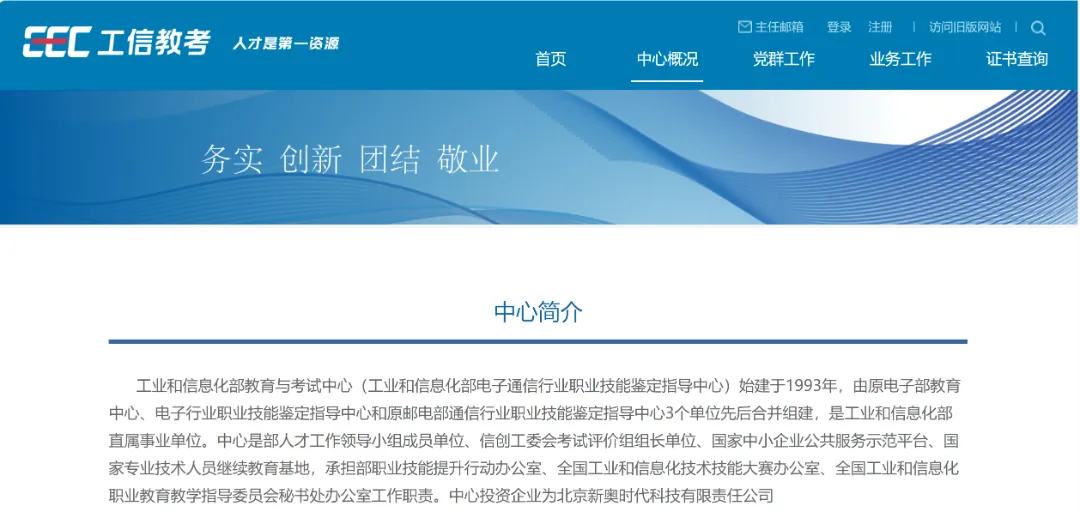 EEC 工信教考 人才是第一资源
主任邮箱 登录 注册 | 访问旧版网站 |
首页 中心概况 党群工作 业务工作 证书查询
务实 创新 团结 敬业
中心简介
工业和信息化部教育与考试中心（工业和信息化部电子通信行业职业技能鉴定指导中心）始建于1993年，由原电子部教育
中心、电子行业职业技能鉴定指导中心和原邮电部通信行业职业技能鉴定指导中心3个单位先后合并组建，是工业和信息化部
直属事业单位。中心是部人才工作领导小组成员单位、信创工委会考试评价组组长单位、国家中小企业公共服务示范平台、国
家专业技术人员继续教育基地，承担部职业技能提升行动办公室、全国工业和信息化技术技能大赛办公室、全国工业和信息化
职业教育教学指导委员会秘书处办公室工作职责。中心投资企业为北京新奥时代科技有限责任公司